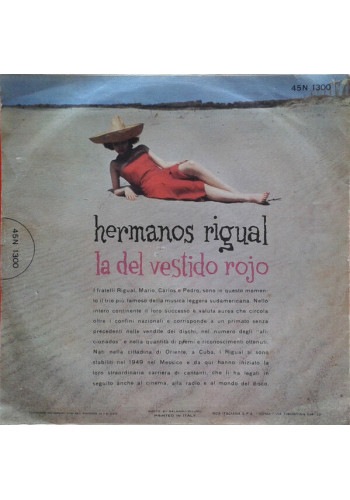 45N 1300
hermanos rigual
la del vestido rojo
45N 1300
I fratelli Rigual, Mario, Carlos e Pedro, sono in questo momen-
to il trio più famoso della musica leggera sudamericana. Nello
intero continente il loro successo è valuta aurea che circola
oltre i confini nazionali e corrisponde a un primato senza
precedenti nelle vendite dei dischi, nel numero degli "afi-
cionados" e nella quantità di premi e riconoscimenti ottenuti.
Nati nella cittadina di Oriente, a Cuba, i Rigual si sono
stabiliti nel 1949 nel Messico e da qui hanno iniziato la
loro straordinaria carriera di cantanti, che li ha legati in
seguito anche al cinema, alla radio e al mondo del disco.
PRINTED IN ITALY